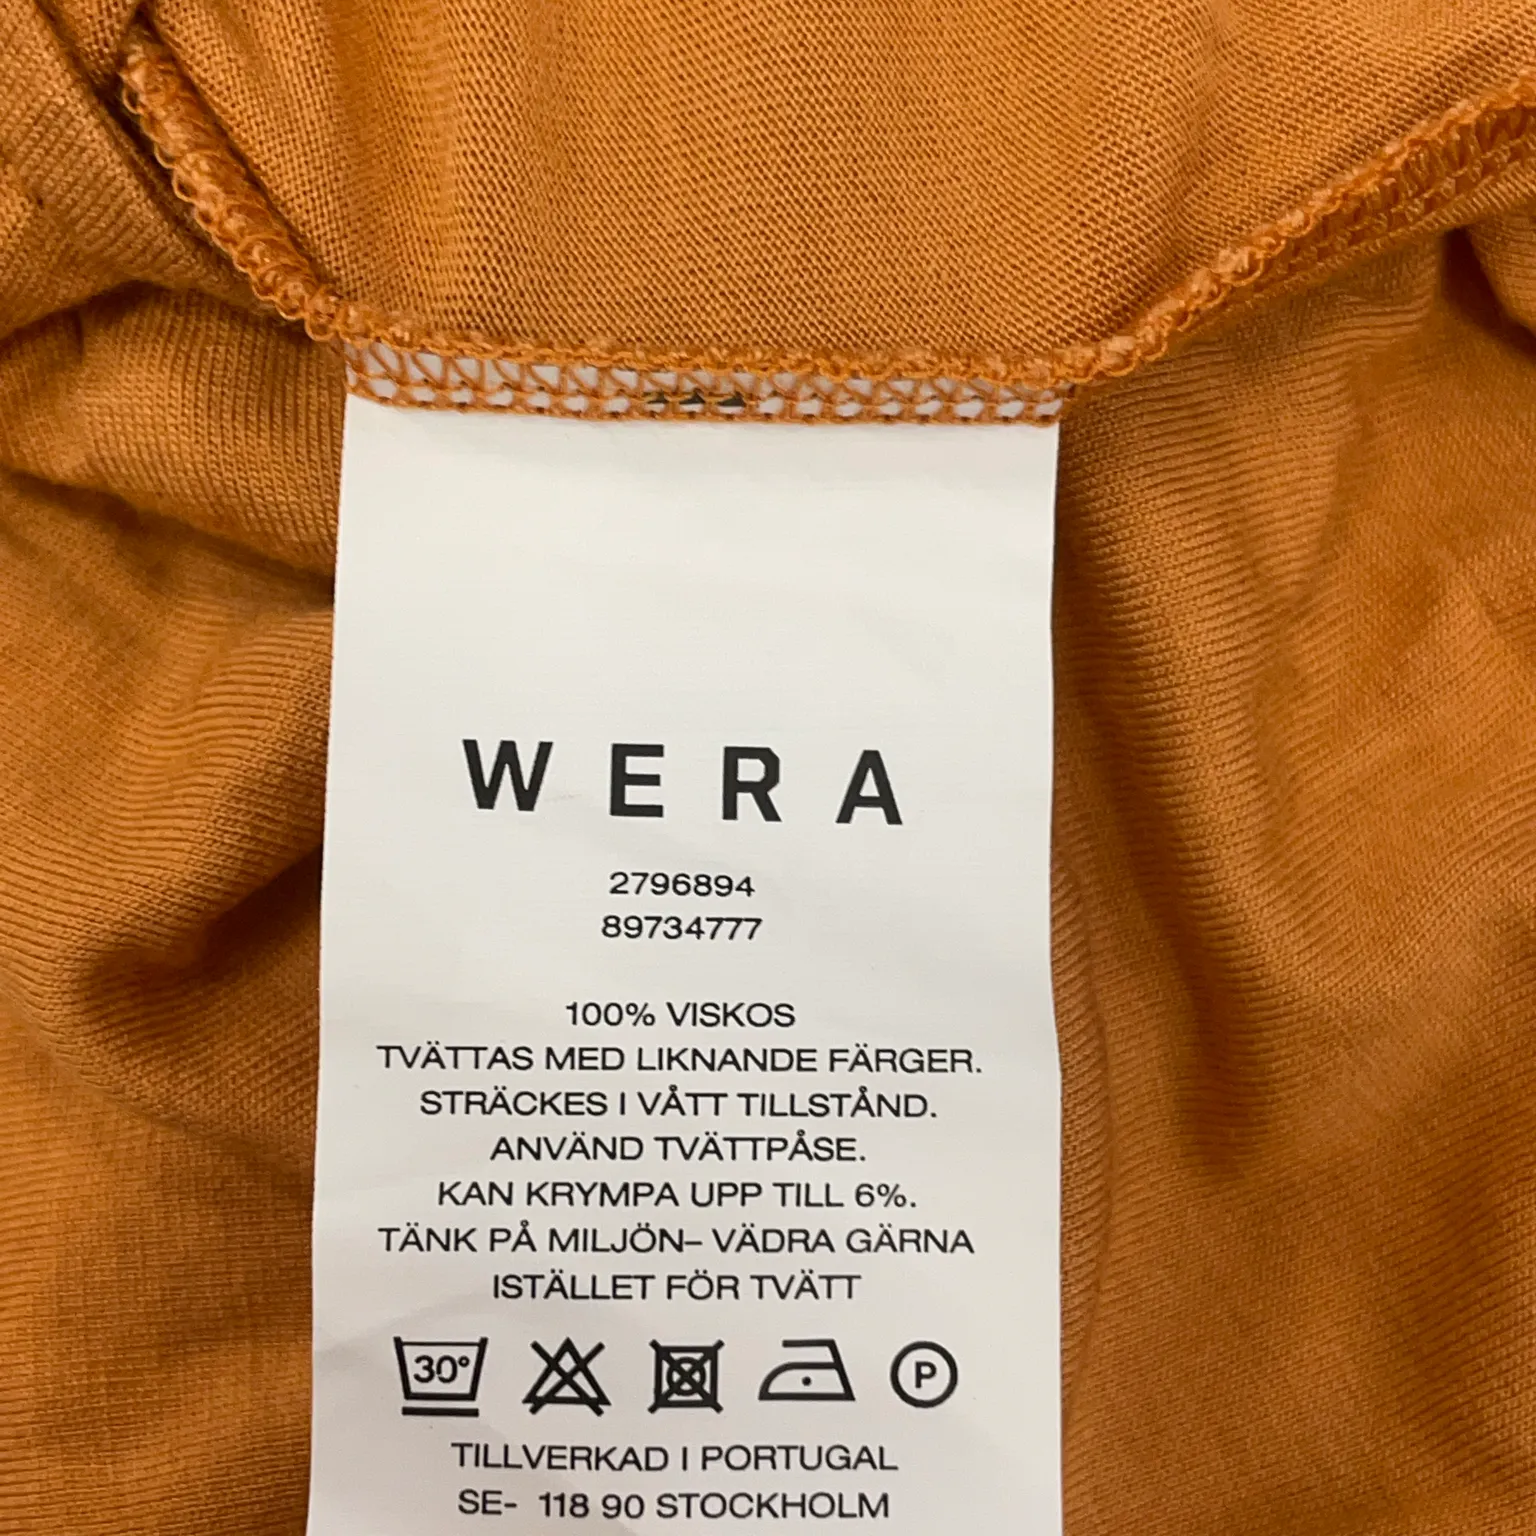 WERA
2796894
89734777
100% VISKOS
TVÄTTAS MED LIKNANDE FÄRGER.
STRÄCKES I VÅTT TILLSTÅND.
ANVÄND TVÄTTPÅSE.
KAN KRYMPA UPP TILL 6%.
TÄNK PÅ MILJÖN– VÄDRA GÄRNA
ISTÄLLET FÖR TVÄTT
30°
P
TILLVERKAD I PORTUGAL
SE- 118 90 STOCKHOLM